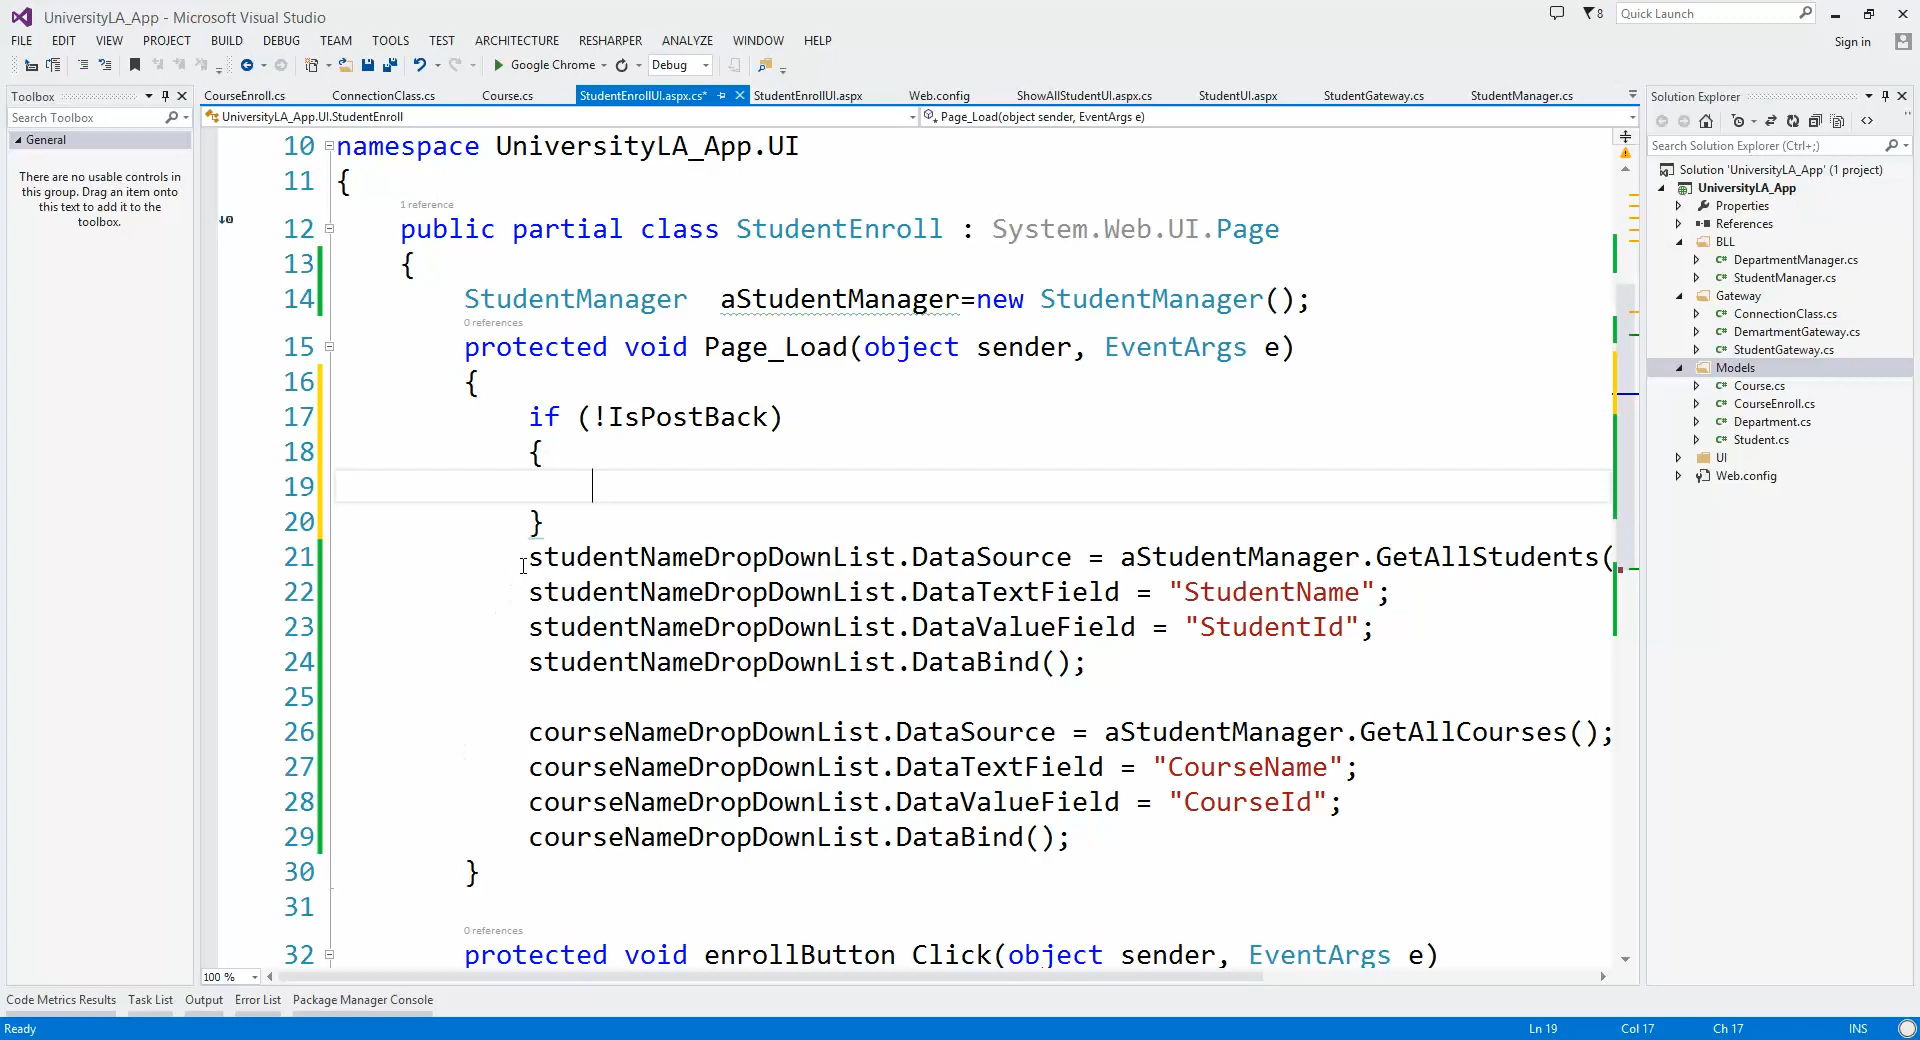 UniversityLA_App - Microsoft Visual Studio
8
Quick Launch
FILE EDIT VIEW PROJECT BUILD DEBUG TEAM TOOLS TEST ARCHITECTURE RESHARPER ANALYZE WINDOW HELP
Sign in
Google Chrome Debug
Toolbox
Search Toolbox
General
There are no usable controls in
this group. Drag an item onto
this text to add it to the
toolbox.
CourseEnroll.cs ConnectionClass.cs Course.cs StudentEnrollUI.aspx.cs* StudentEnrollUI.aspx Web.config ShowAllStudentUI.aspx.cs StudentUI.aspx StudentGateway.cs StudentManager.cs
UniversityLA_App.UI.StudentEnroll Page_Load(object sender, EventArgs e)
10 namespace UniversityLA_App.UI
11 {
1 reference
12 public partial class StudentEnroll : System.Web.UI.Page
13 {
14 StudentManager aStudentManager=new StudentManager();
0 references
15 protected void Page_Load(object sender, EventArgs e)
16 {
17 if (!IsPostBack)
18 {
19
20 }
21 studentNameDropDownList.DataSource = aStudentManager.GetAllStudents(
22 studentNameDropDownList.DataTextField = "StudentName";
23 studentNameDropDownList.DataValueField = "StudentId";
24 studentNameDropDownList.DataBind();
25
26 courseNameDropDownList.DataSource = aStudentManager.GetAllCourses();
27 courseNameDropDownList.DataTextField = "CourseName";
28 courseNameDropDownList.DataValueField = "CourseId";
29 courseNameDropDownList.DataBind();
30 }
31
0 references
32 protected void enrollButton_Click(object sender, EventArgs e)
100 %
Solution Explorer
Search Solution Explorer (Ctrl+;)
Solution 'UniversityLA_App' (1 project)
UniversityLA_App
Properties
References
BLL
C# DepartmentManager.cs
C# StudentManager.cs
Gateway
C# ConnectionClass.cs
C# DemartmentGateway.cs
C# StudentGateway.cs
Models
C# Course.cs
C# CourseEnroll.cs
C# Department.cs
C# Student.cs
UI
Web.config
Code Metrics Results Task List Output Error List Package Manager Console
Ready Ln 19 Col 17 Ch 17 INS